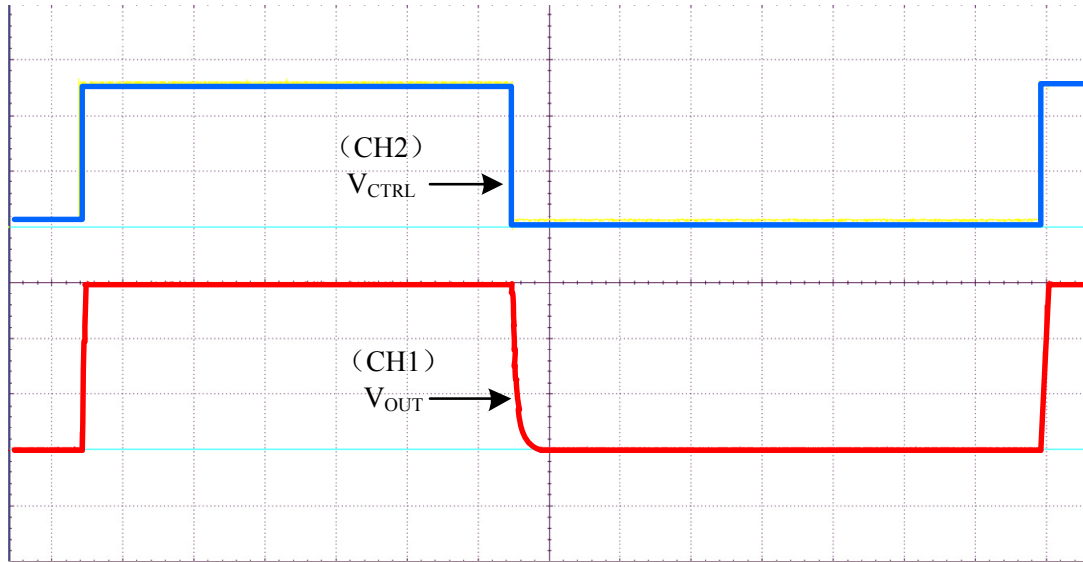 （CH2）
VCTRL
（CH1）
VOUT